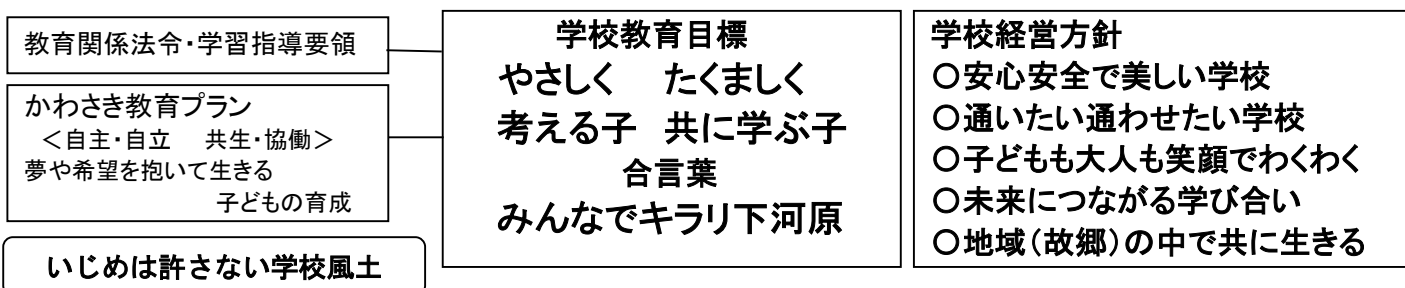 教育関係法令・学習指導要領
かわさき教育プラン
＜自主・自立　共生・協働＞
夢や希望を抱いて生きる
子どもの育成
いじめは許さない学校風土
学校教育目標
やさしく　たくましく
考える子　共に学ぶ子
合言葉
みんなでキラリ下河原
学校経営方針
○安心安全で美しい学校
○通いたい通わせたい学校
○子どもも大人も笑顔でわくわく
○未来につながる学び合い
○地域（故郷）の中で共に生きる